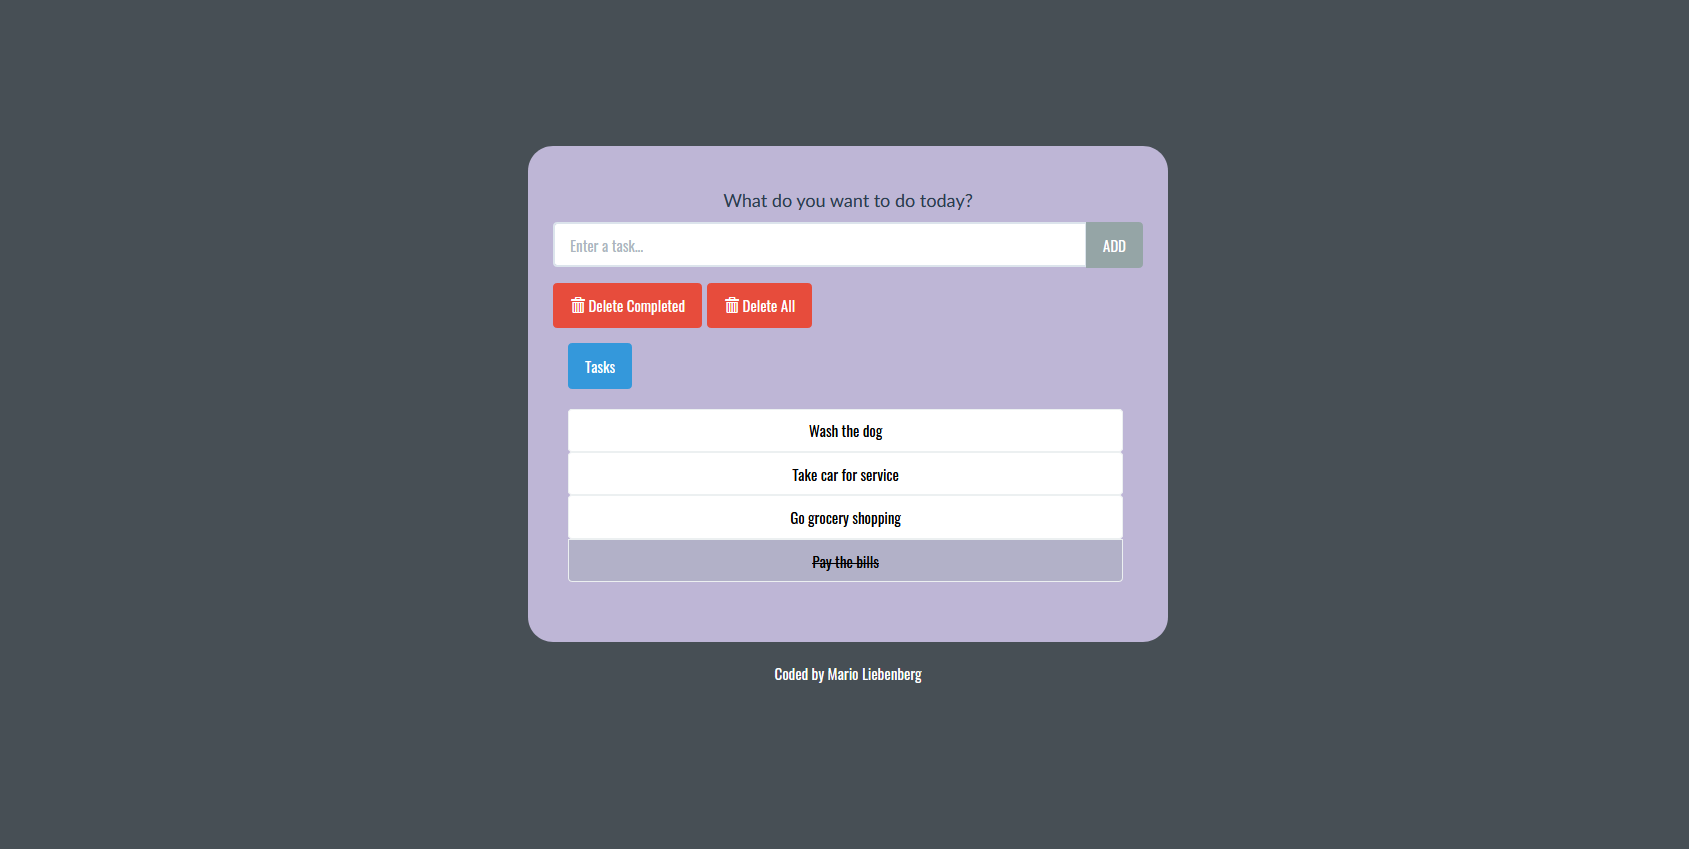 What do you want to do today?
Enter a task...
ADD
Delete Completed
Delete All
Tasks
Wash the dog
Take car for service
Go grocery shopping
Pay the bills
Coded by Mario Liebenberg